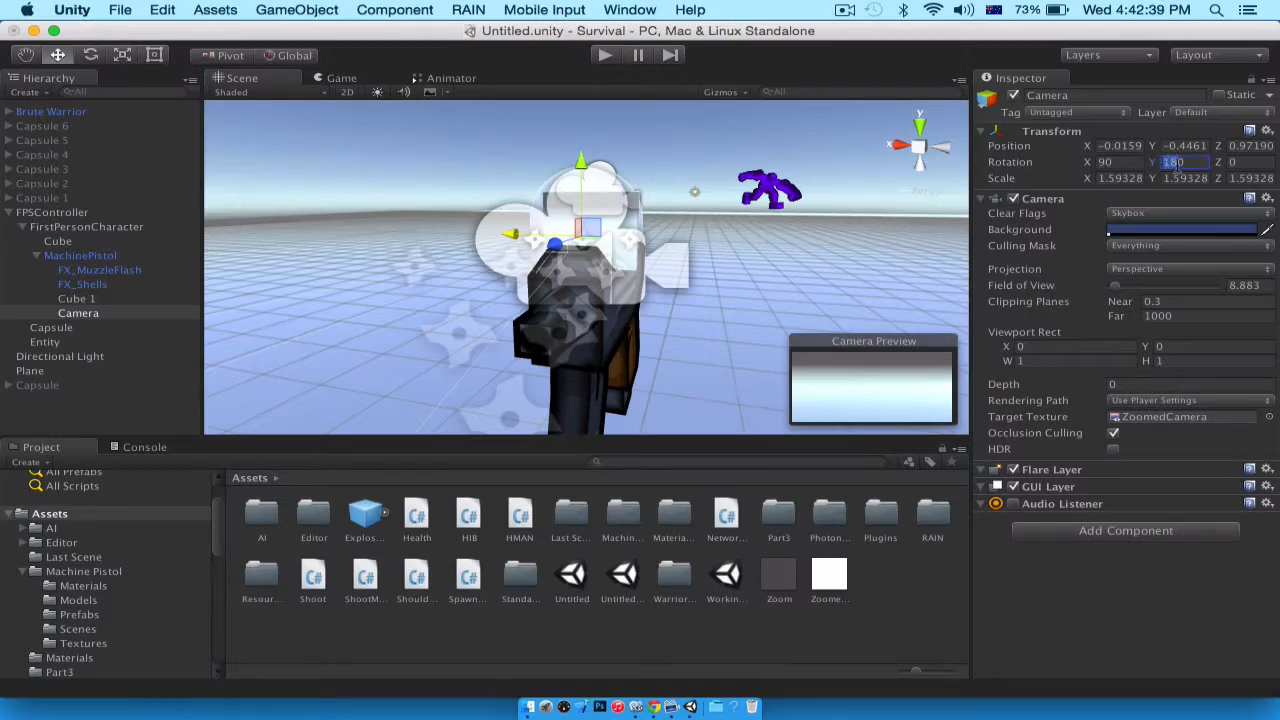 Unity File Edit Assets GameObject Component RAIN Mobile Input Window Help 73% Wed 4:42:39 PM
Untitled.unity - Survival - PC, Mac & Linux Standalone
Pivot Global Layers Layout
Hierarchy Scene Game Animator Inspector
Create All Shaded 2D Gizmos All
Camera Static
Tag Untagged Layer Default
Transform
Position X -0.0159 Y -0.4461 Z 0.97190
Rotation X 90 Y 180 Z 0
Scale X 1.59328 Y 1.59328 Z 1.59328
Camera
Clear Flags Skybox
Background
Culling Mask Everything
Projection Perspective
Field of View 8.883
Clipping Planes Near 0.3
Far 1000
Viewport Rect
X 0 Y 0
W 1 H 1
Depth 0
Rendering Path Use Player Settings
Target Texture ZoomedCamera
Occlusion Culling
HDR
Flare Layer
GUI Layer
Audio Listener
Add Component
Brute Warrior
Capsule 6
Capsule 5
Capsule 4
Capsule 3
Capsule 2
Capsule 1
FPSController
FirstPersonCharacter
Cube
MachinePistol
FX_MuzzleFlash
FX_Shells
Cube 1
Camera
Capsule
Entity
Directional Light
Plane
Capsule
y
x
Persp
Camera Preview
Project Console
Create
All Prefabs
All Scripts
Assets
AI
Editor
Last Scene
Machine Pistol
Materials
Models
Prefabs
Scenes
Textures
Materials
Part3
Assets
AI Editor Explos... Health HIB HMAN Last Sc... Machin... Materia... Networ... Part3 Photon... Plugins RAIN
Resour... Shoot ShootM... Should... Spawn... Standa... Untitled Untitled... Warrior... Workin... Zoom Zoome...